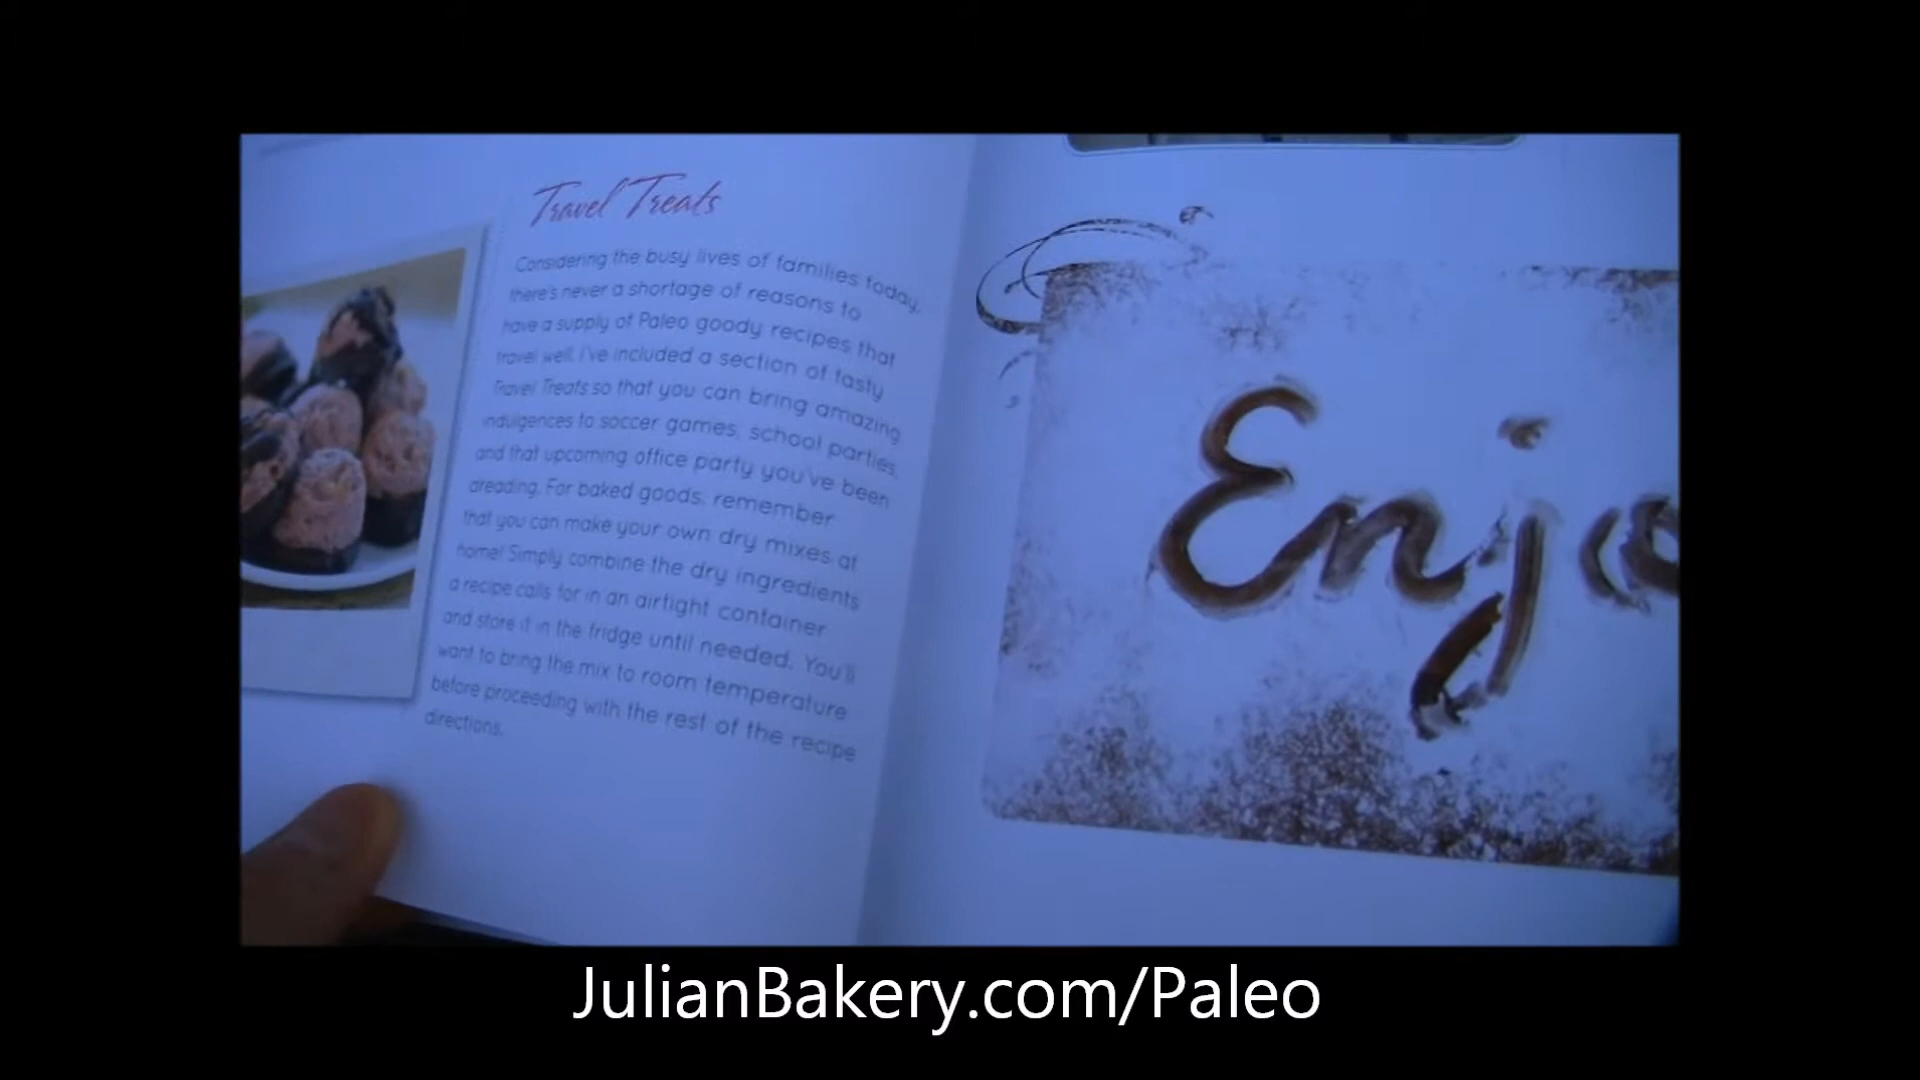 Travel Treats
Considering the busy lives of families today,
there's never a shortage of reasons to
have a supply of Paleo goody recipes that
travel well. I've included a section of tasty
Travel Treats so that you can bring amazing
indulgences to soccer games, school parties,
and that upcoming office party you've been
dreading. For baked goods, remember
that you can make your own dry mixes at
home! Simply combine the dry ingredients
a recipe calls for in an airtight container
and store it in the fridge until needed. You'll
want to bring the mix to room temperature
before proceeding with the rest of the recipe
directions.
Enjo
JulianBakery.com/Paleo